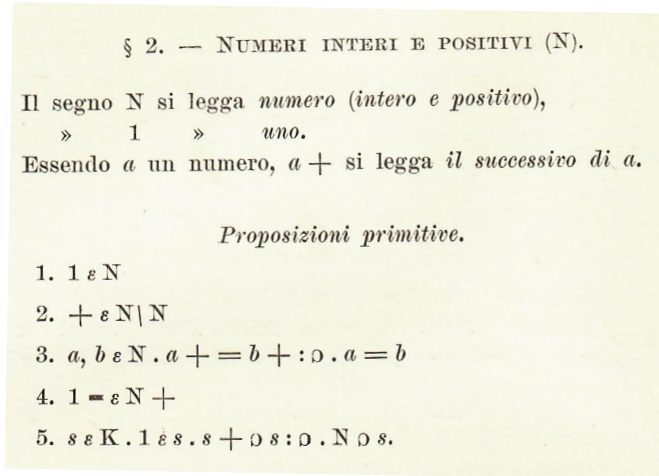 § 2. — NUMERI INTERI E POSITIVI (N).
Il segno N si legga numero (intero e positivo),
» 1 » uno.
Essendo a un numero, a + si legga il successivo di a.
Proposizioni primitive.
1. 1 ε N
2. + ε N \ N
3. a, b ε N . a + = b + : ɔ . a = b
4. 1 - ε N +
5. s ε K . 1 ε s . s + ɔ s : ɔ . N ɔ s.